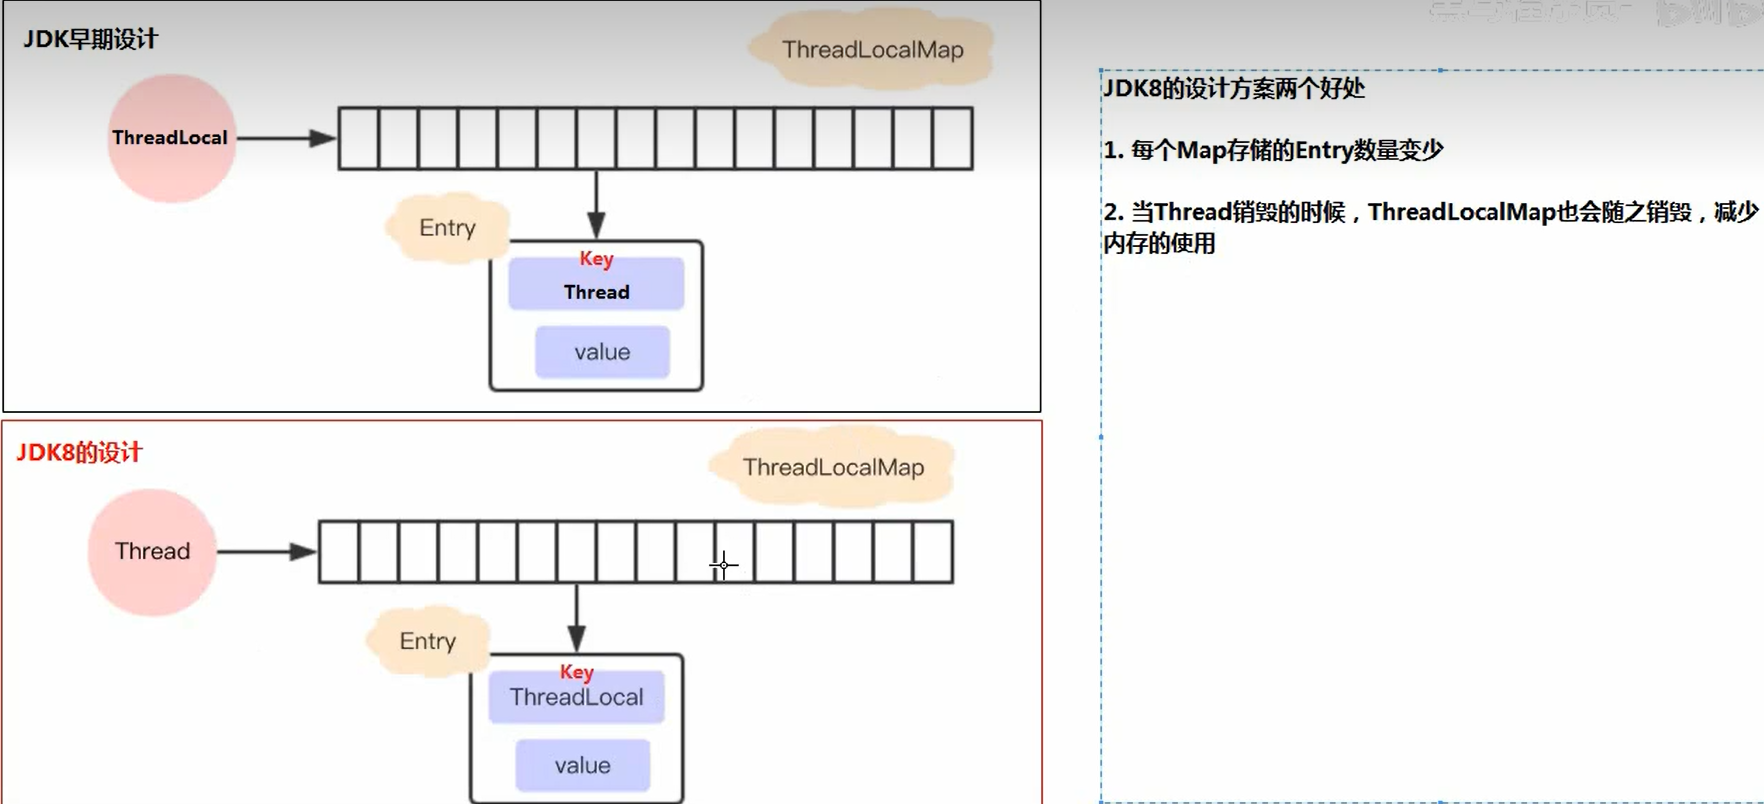 JDK早期设计
ThreadLocalMap
ThreadLocal
Entry
Key
Thread
value
JDK8的设计
ThreadLocalMap
Thread
Entry
Key
ThreadLocal
value
JDK8的设计方案两个好处
1. 每个Map存储的Entry数量变少
2. 当Thread销毁的时候，ThreadLocalMap也会随之销毁，减少
内存的使用